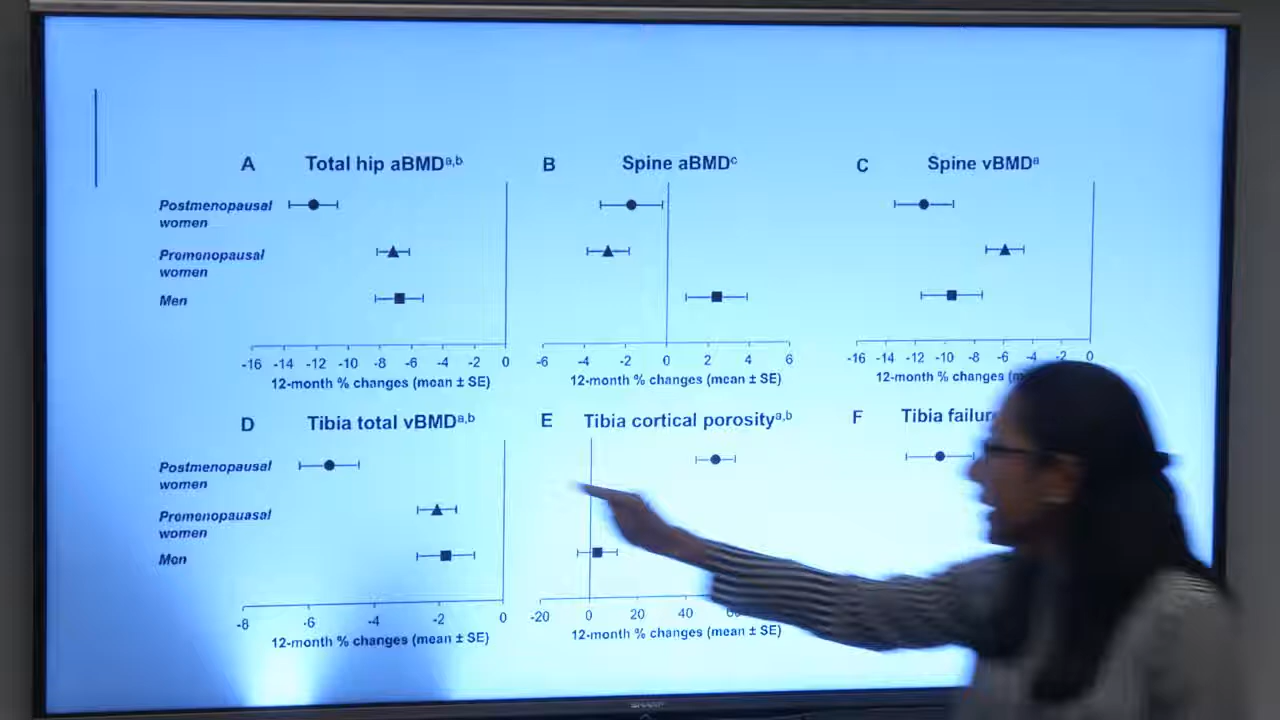 A Total hip aBMDa,b
B Spine aBMDc
C Spine vBMDa
Postmenopausal
women
Premenopausal
women
Men
-16 -14 -12 -10 -8 -6 -4 -2 0
12-month % changes (mean ± SE)
-6 -4 -2 0 2 4 6
12-month % changes (mean ± SE)
-16 -14 -12 -10 -8 -6 -4 -2 0
12-month % changes
D Tibia total vBMDa,b
E Tibia cortical porositya,b
F Tibia
Postmenopausal
women
Premenopauasal
women
Men
-8 -6 -4 -2 0
12-month % changes (mean ± SE)
-20 0 20 40
12-month % changes (mean ± SE)
SHARP